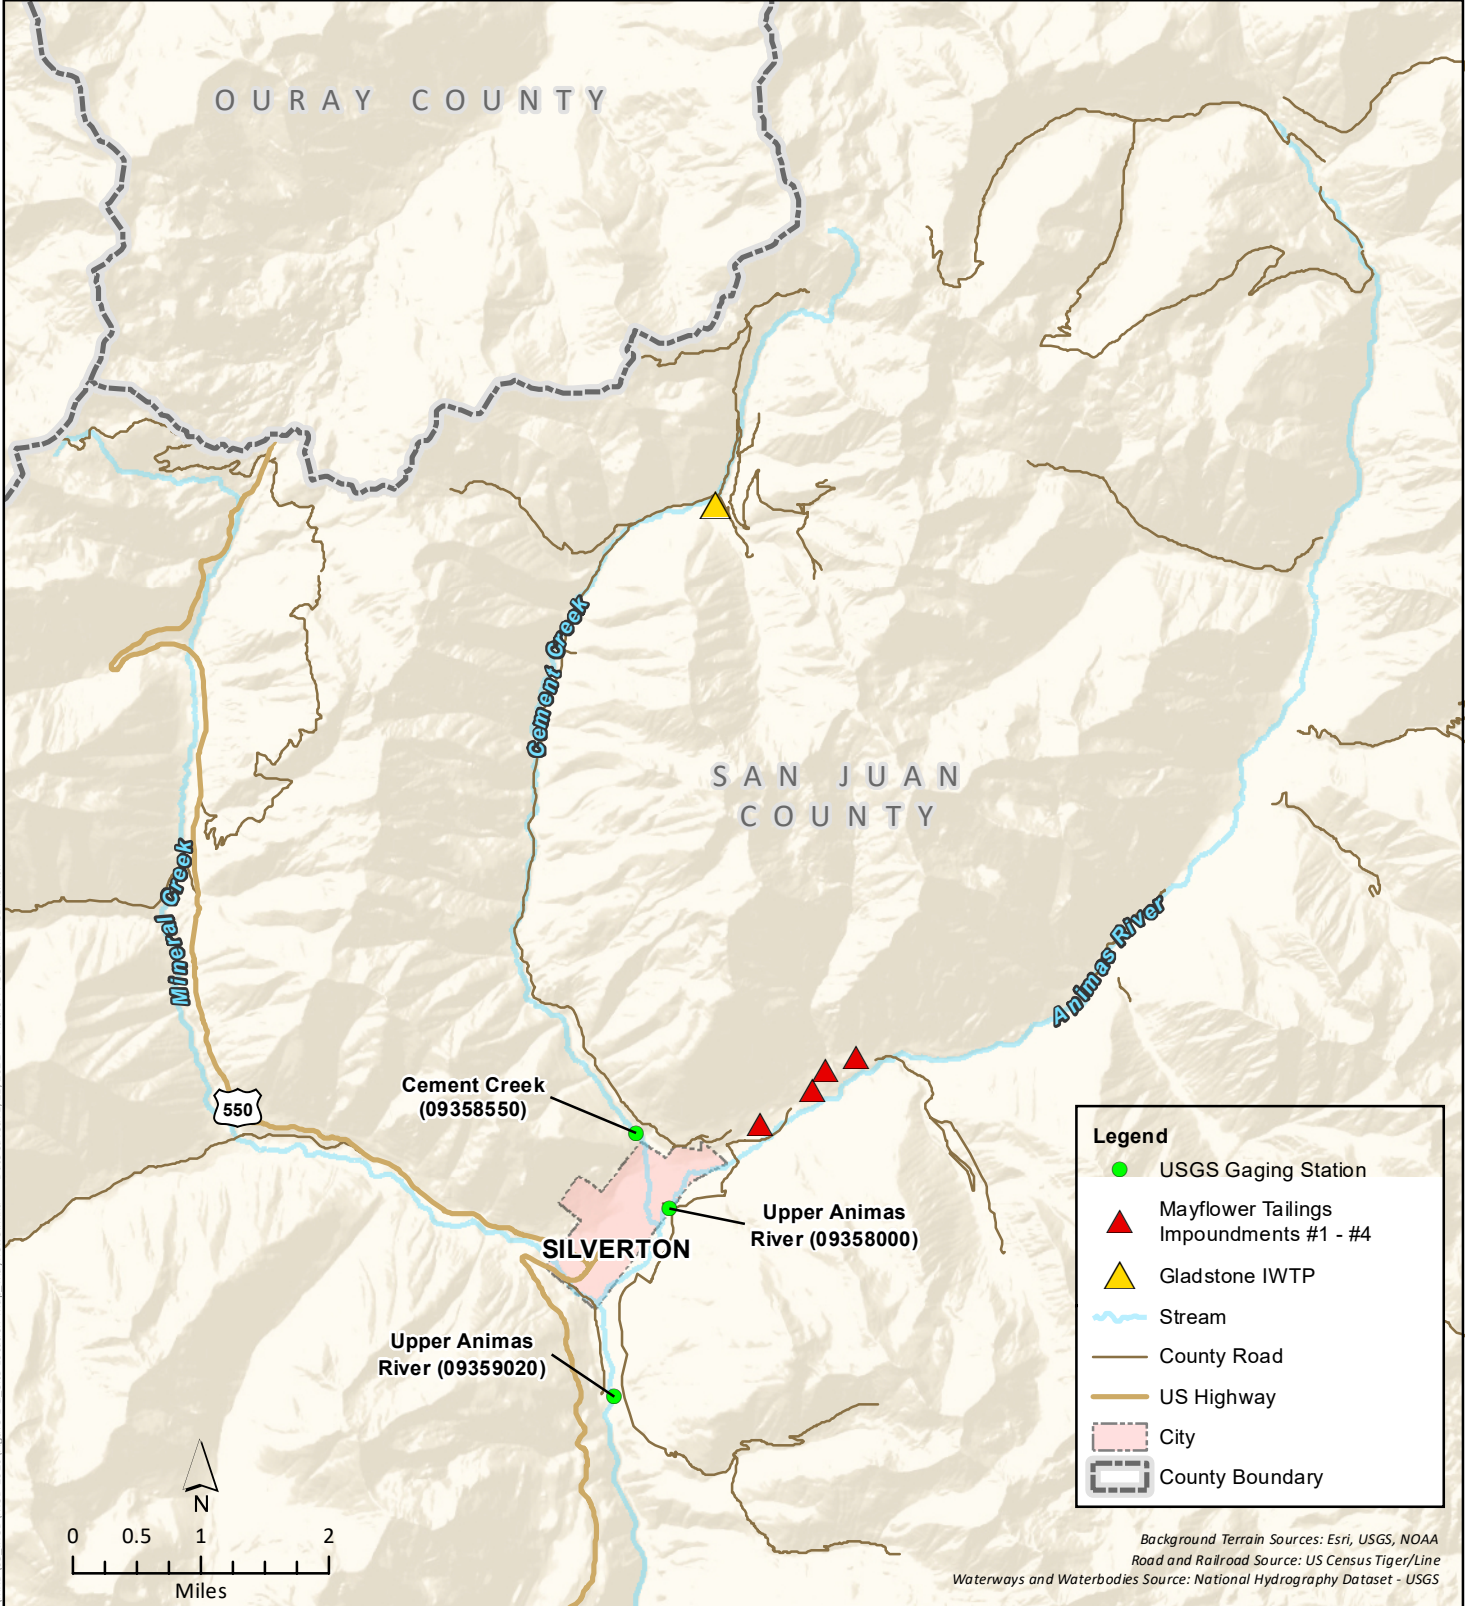 OURAY COUNTY
Cement Creek
SAN JUAN
COUNTY
Mineral Creek
Animas River
550
Cement Creek
(09358550)
Upper Animas
River (09358000)
SILVERTON
Upper Animas
River (09359020)
Legend
USGS Gaging Station
Mayflower Tailings
Impoundments #1 - #4
Gladstone IWTP
Stream
County Road
US Highway
City
County Boundary
N
0 0.5 1 2
Miles
Background Terrain Sources: Esri, USGS, NOAA
Road and Railroad Source: US Census Tiger/Line
Waterways and Waterbodies Source: National Hydrography Dataset - USGS